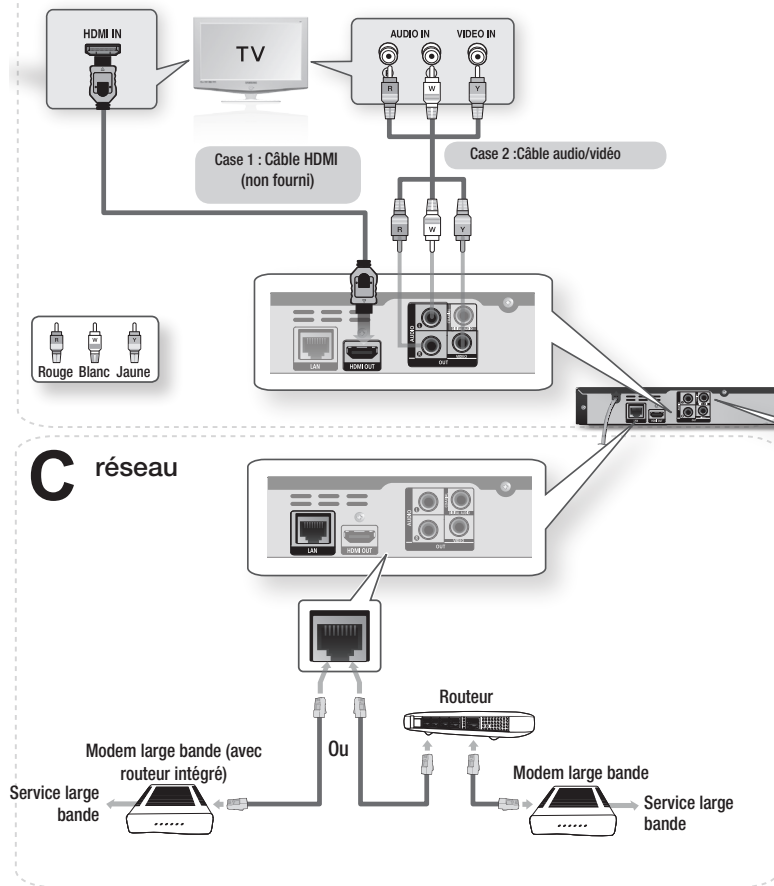 HDMI IN
TV
AUDIO IN
VIDEO IN
R
W
Y
Case 1 : Câble HDMI
(non fourni)
Case 2 :Câble audio/vidéo
R
W
Y
R
W
Y
Rouge
Blanc
Jaune
LAN
HDMI OUT
AUDIO
VIDEO
OUT
C réseau
LAN
HDMI OUT
AUDIO
VIDEO
OUT
Routeur
Ou
Modem large bande (avec
routeur intégré)
Service large
bande
Modem large bande
Service large
bande